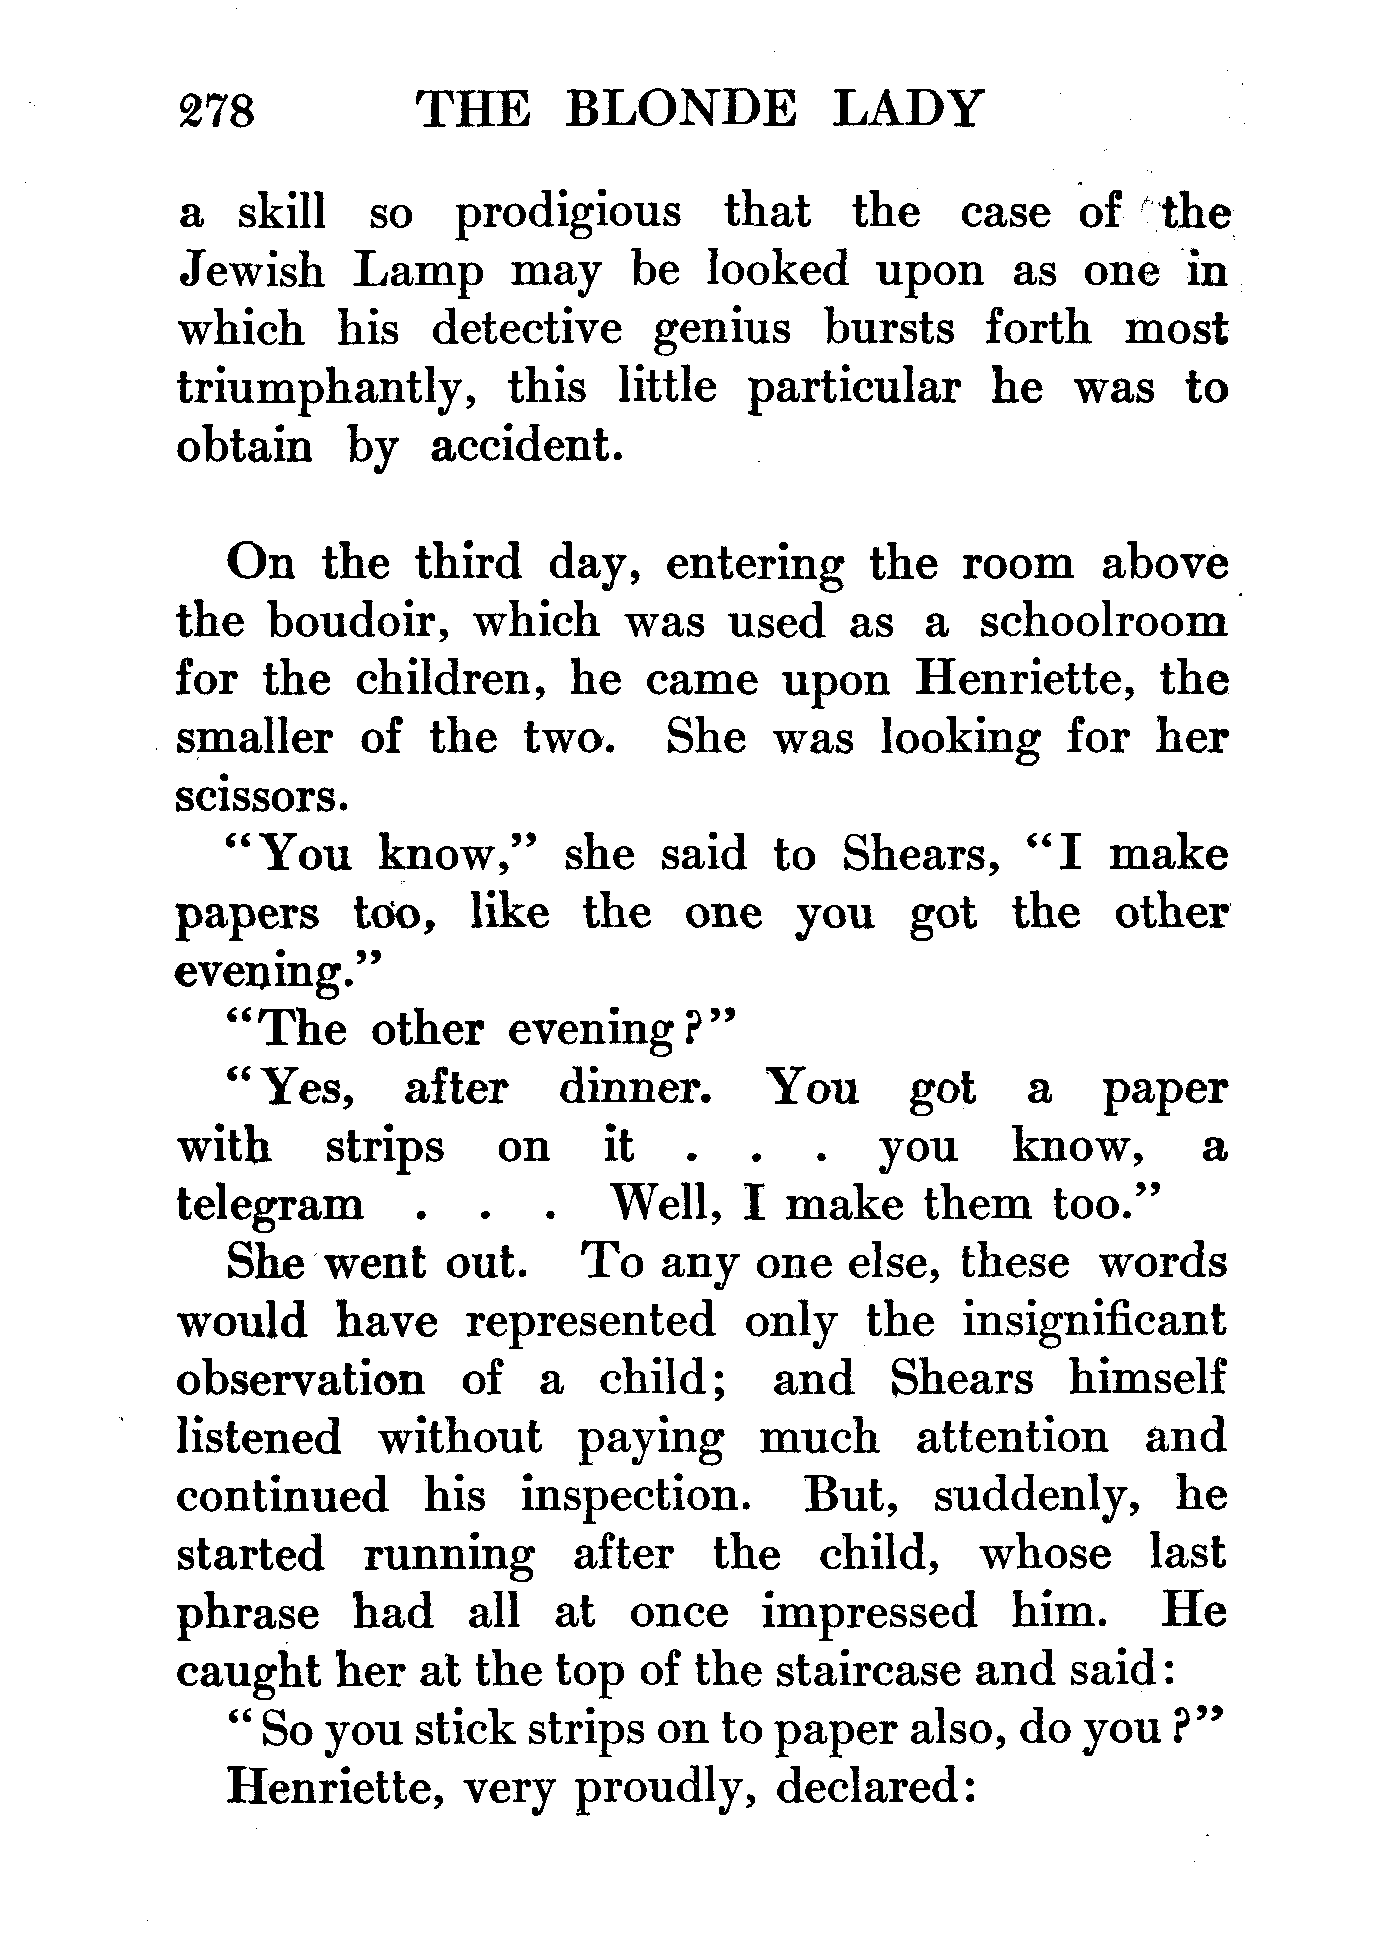 278 THE BLONDE LADY
a skill so prodigious that the case of the
Jewish Lamp may be looked upon as one in
which his detective genius bursts forth most
triumphantly, this little particular he was to
obtain by accident.
On the third day, entering the room above
the boudoir, which was used as a schoolroom
for the children, he came upon Henriette, the
smaller of the two. She was looking for her
scissors.
“You know,” she said to Shears, “I make
papers too, like the one you got the other
evening.”
“The other evening?”
“Yes, after dinner. You got a paper
with strips on it . . . you know, a
telegram . . . Well, I make them too.”
She went out. To any one else, these words
would have represented only the insignificant
observation of a child; and Shears himself
listened without paying much attention and
continued his inspection. But, suddenly, he
started running after the child, whose last
phrase had all at once impressed him. He
caught her at the top of the staircase and said:
“So you stick strips on to paper also, do you?”
Henriette, very proudly, declared: